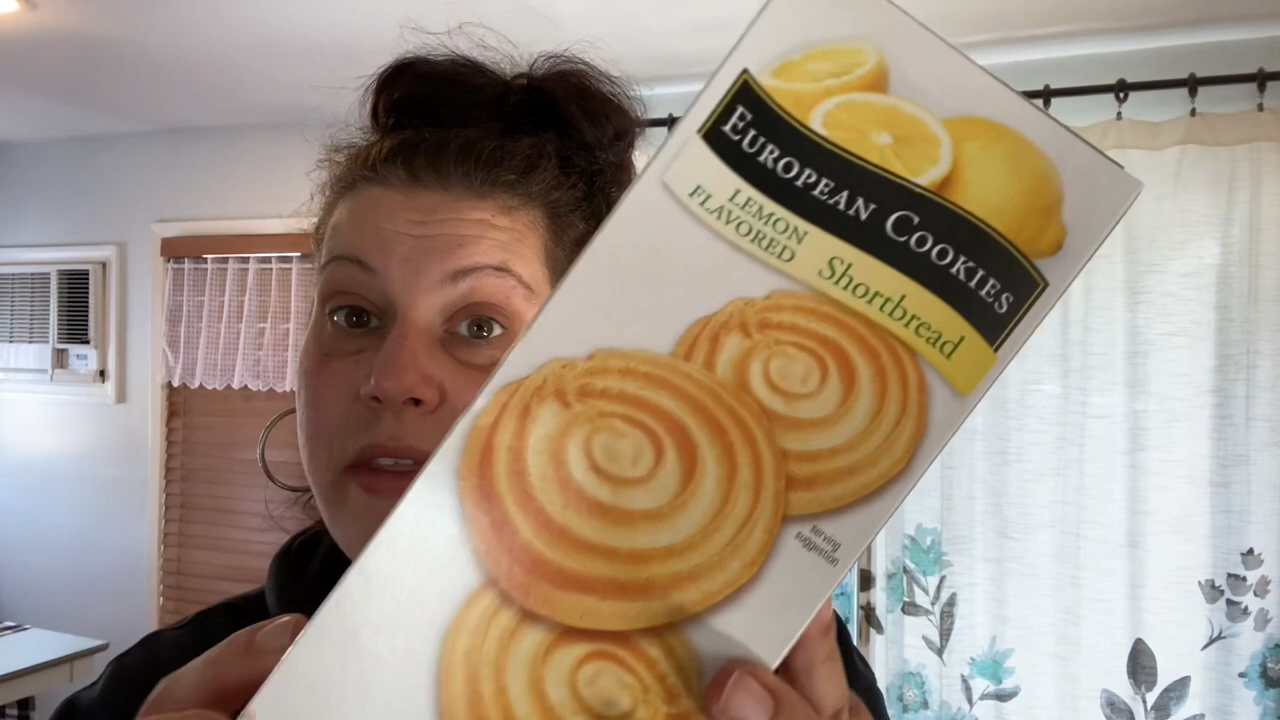 EUROPEAN COOKIES
LEMON
FLAVORED
Shortbread
serving
suggestion